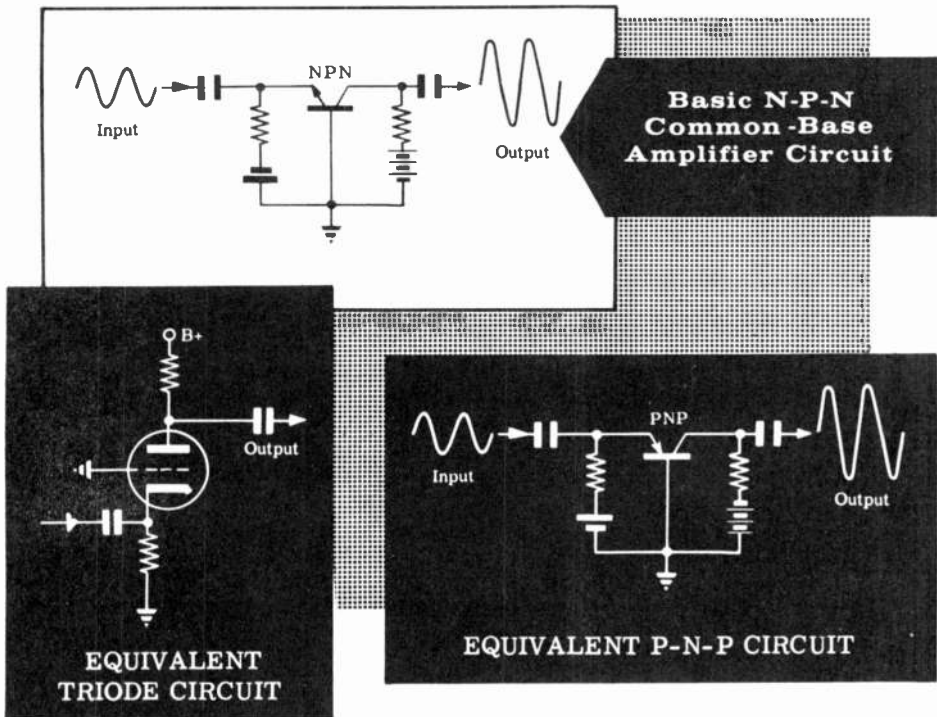 NPN
Input
Output
Basic N-P-N
Common-Base
Amplifier Circuit
B+
Output
EQUIVALENT
TRIODE CIRCUIT
PNP
Input
Output
EQUIVALENT P-N-P CIRCUIT